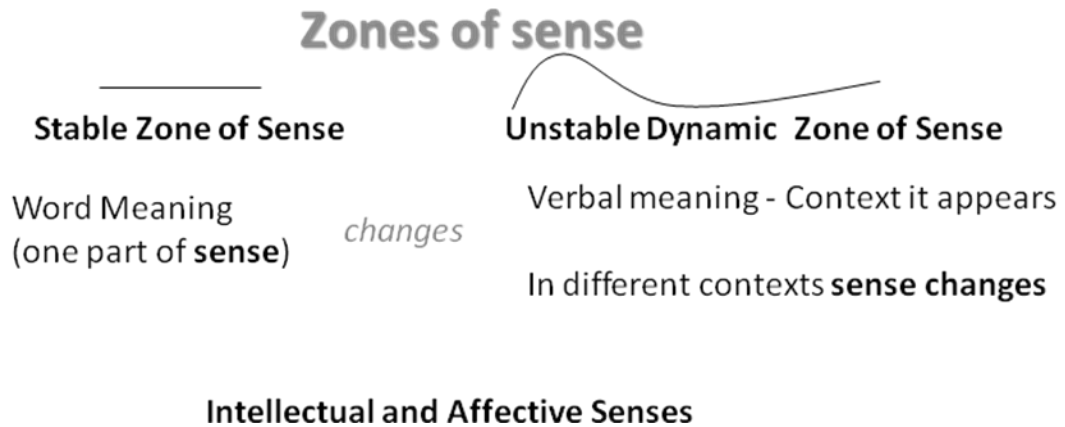 Zones of sense
Stable Zone of Sense
Unstable Dynamic Zone of Sense
Word Meaning
(one part of sense)
changes
Verbal meaning - Context it appears
In different contexts sense changes
Intellectual and Affective Senses